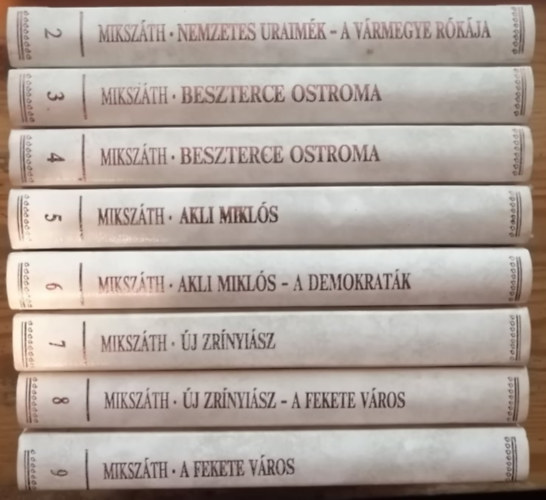 2 MIKSZÁTH · NEMZETES URAIMÉK – A VÁRMEGYE RÓKÁJA
3 MIKSZÁTH · BESZTERCE OSTROMA
4 MIKSZÁTH · BESZTERCE OSTROMA
5 MIKSZÁTH · AKLI MIKLÓS
6 MIKSZÁTH · AKLI MIKLÓS – A DEMOKRATÁK
7 MIKSZÁTH · ÚJ ZRÍNYIÁSZ
8 MIKSZÁTH · ÚJ ZRÍNYIÁSZ – A FEKETE VÁROS
9 MIKSZÁTH · A FEKETE VÁROS